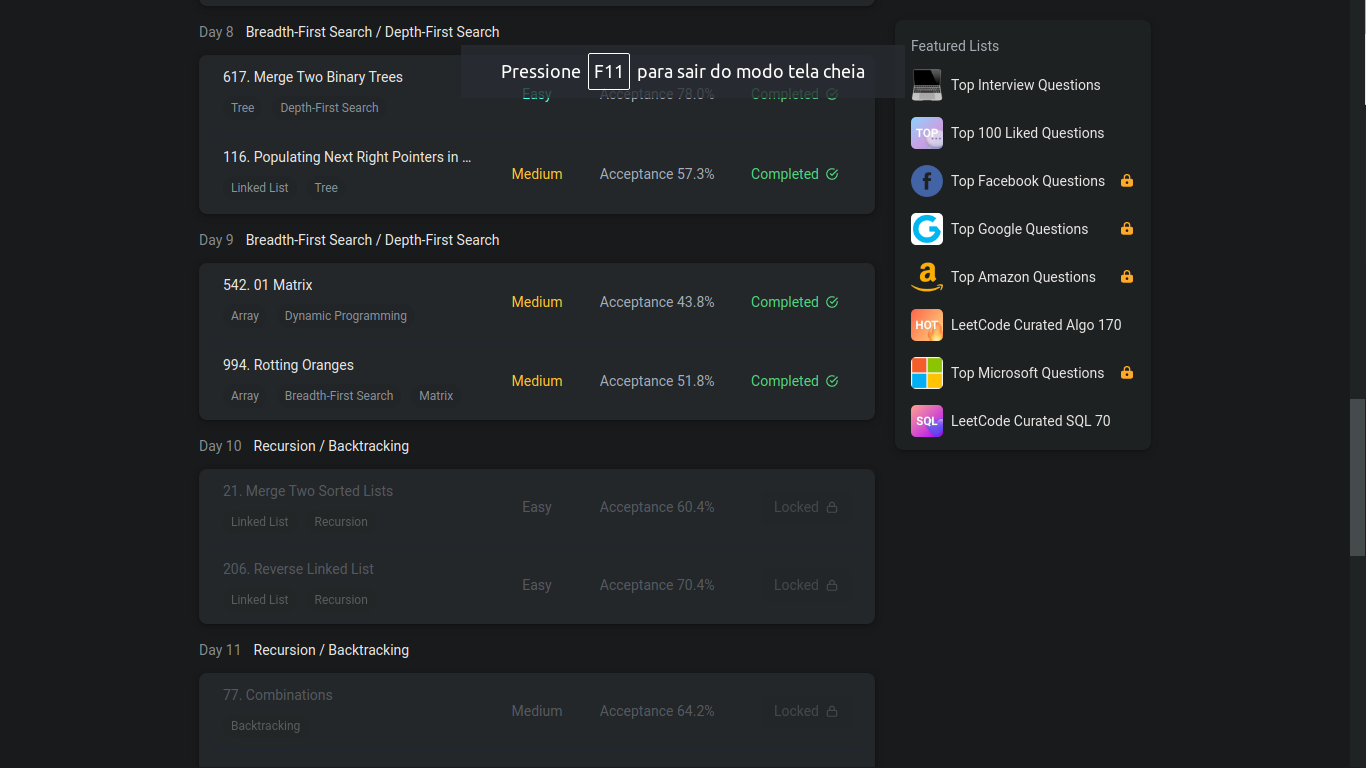 Day 8 Breadth-First Search / Depth-First Search
Pressione F11 para sair do modo tela cheia
617. Merge Two Binary Trees
Easy Acceptance 78.0% Completed
Tree Depth-First Search
116. Populating Next Right Pointers in ...
Medium Acceptance 57.3% Completed
Linked List Tree
Day 9 Breadth-First Search / Depth-First Search
542. 01 Matrix
Medium Acceptance 43.8% Completed
Array Dynamic Programming
994. Rotting Oranges
Medium Acceptance 51.8% Completed
Array Breadth-First Search Matrix
Day 10 Recursion / Backtracking
21. Merge Two Sorted Lists
Easy Acceptance 60.4% Locked
Linked List Recursion
206. Reverse Linked List
Easy Acceptance 70.4% Locked
Linked List Recursion
Day 11 Recursion / Backtracking
77. Combinations
Medium Acceptance 64.2% Locked
Backtracking
Featured Lists
Top Interview Questions
TOP Top 100 Liked Questions
Top Facebook Questions
Top Google Questions
Top Amazon Questions
HOT LeetCode Curated Algo 170
Top Microsoft Questions
SQL LeetCode Curated SQL 70